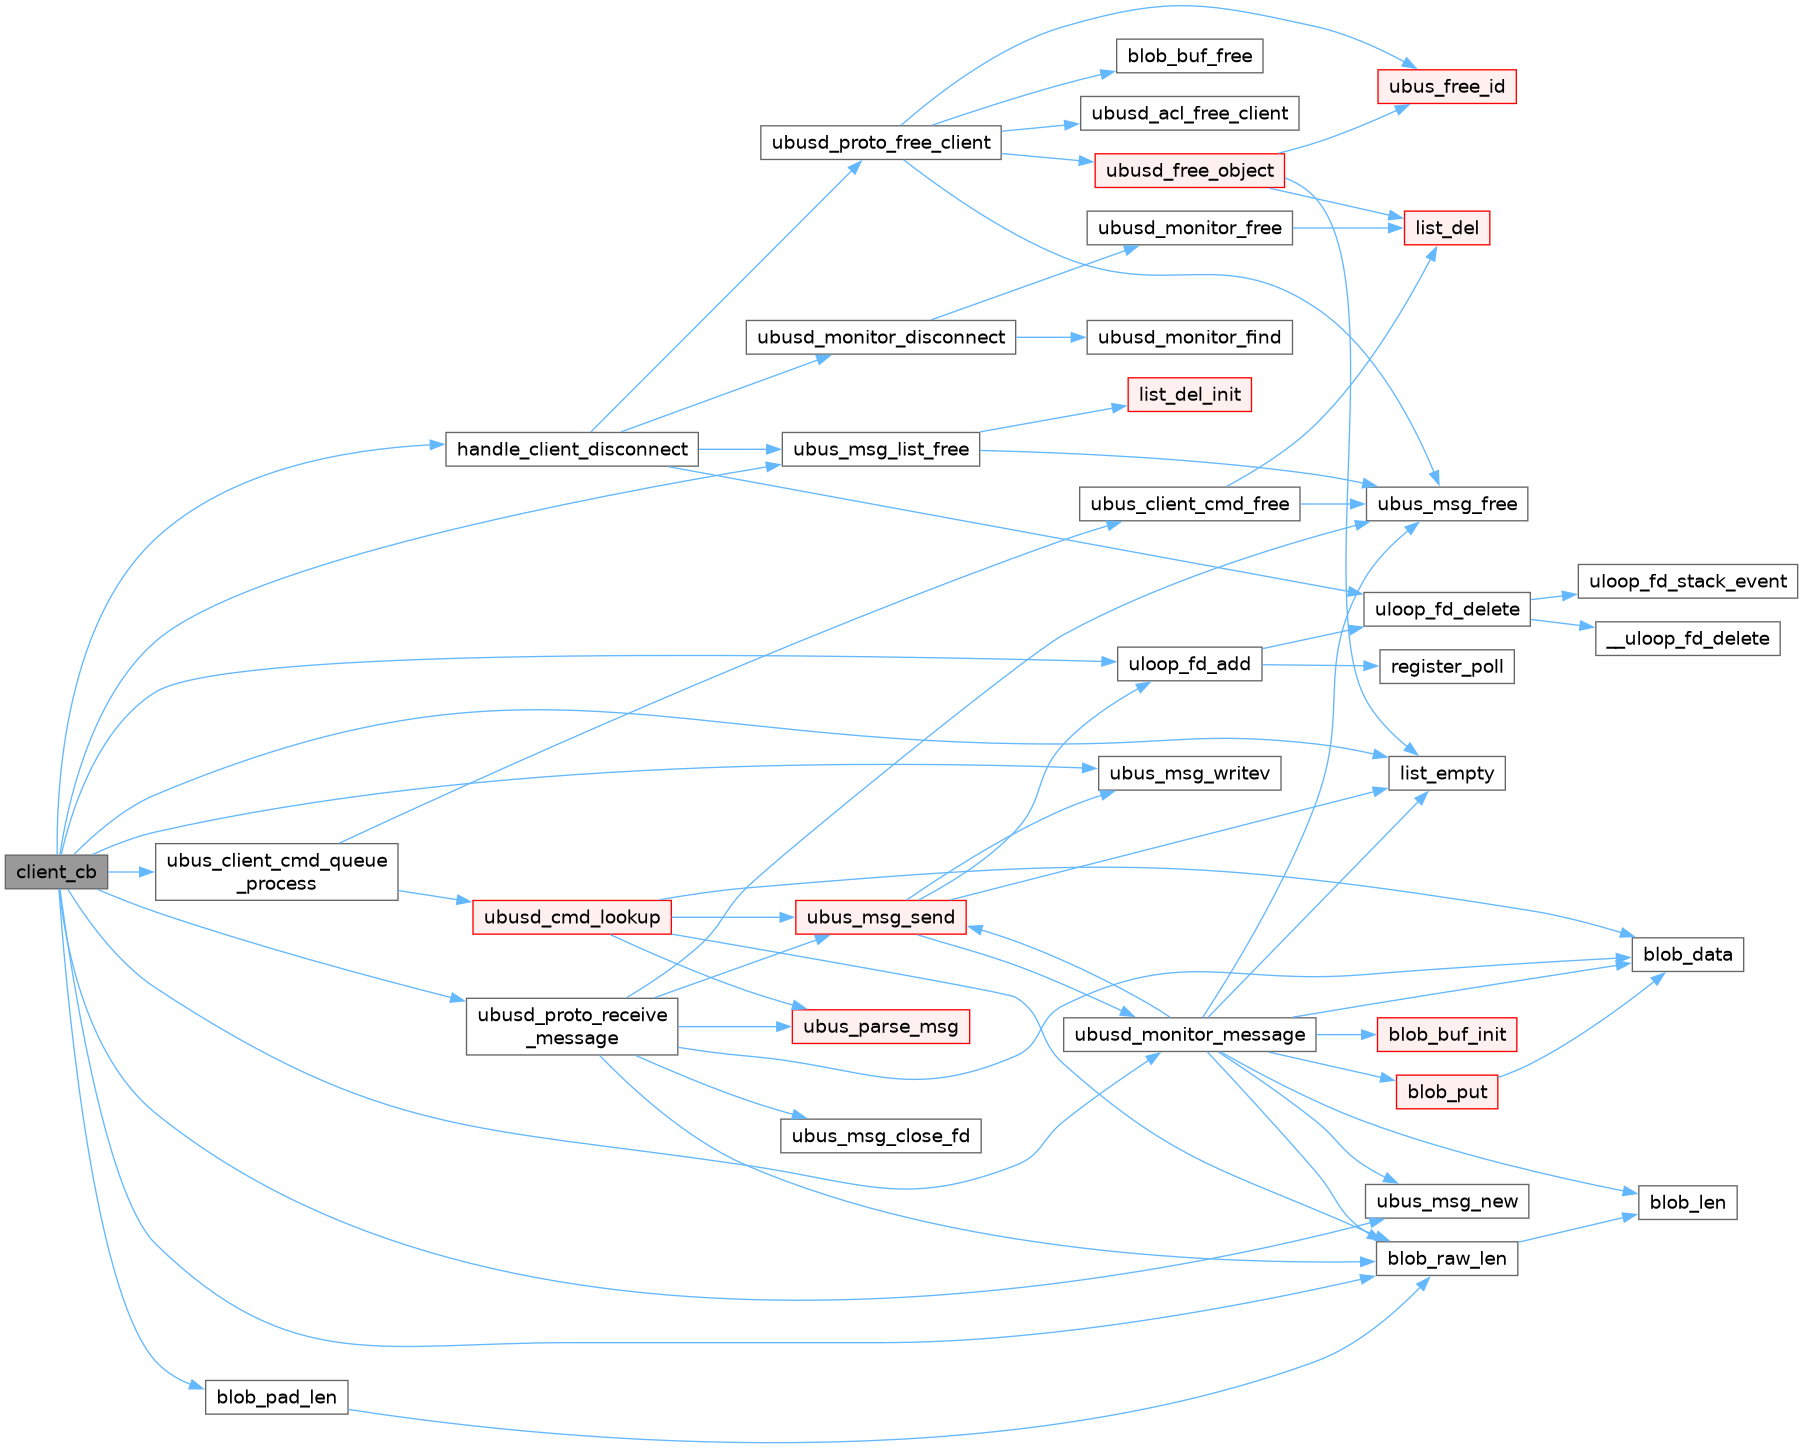 blob_buf_free
ubus_free_id
ubusd_acl_free_client
ubusd_proto_free_client
ubusd_free_object
ubusd_monitor_free
list_del
ubusd_monitor_disconnect
ubusd_monitor_find
list_del_init
handle_client_disconnect
ubus_msg_list_free
ubus_client_cmd_free
ubus_msg_free
uloop_fd_stack_event
uloop_fd_delete
__uloop_fd_delete
uloop_fd_add
register_poll
ubus_msg_writev
list_empty
client_cb
ubus_client_cmd_queue
_process
ubusd_cmd_lookup
ubus_msg_send
blob_data
ubusd_proto_receive
_message
ubus_parse_msg
ubusd_monitor_message
blob_buf_init
blob_put
ubus_msg_close_fd
ubus_msg_new
blob_len
blob_raw_len
blob_pad_len